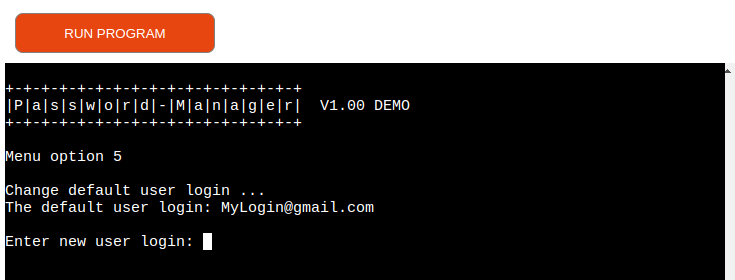 RUN PROGRAM
+-+-+-+-+-+-+-+-+-+-+-+-+-+-+-+-+
|P|a|s|s|w|o|r|d|-|M|a|n|a|g|e|r|  V1.00 DEMO
+-+-+-+-+-+-+-+-+-+-+-+-+-+-+-+-+
Menu option 5
Change default user login ...
The default user login: MyLogin@gmail.com
Enter new user login: